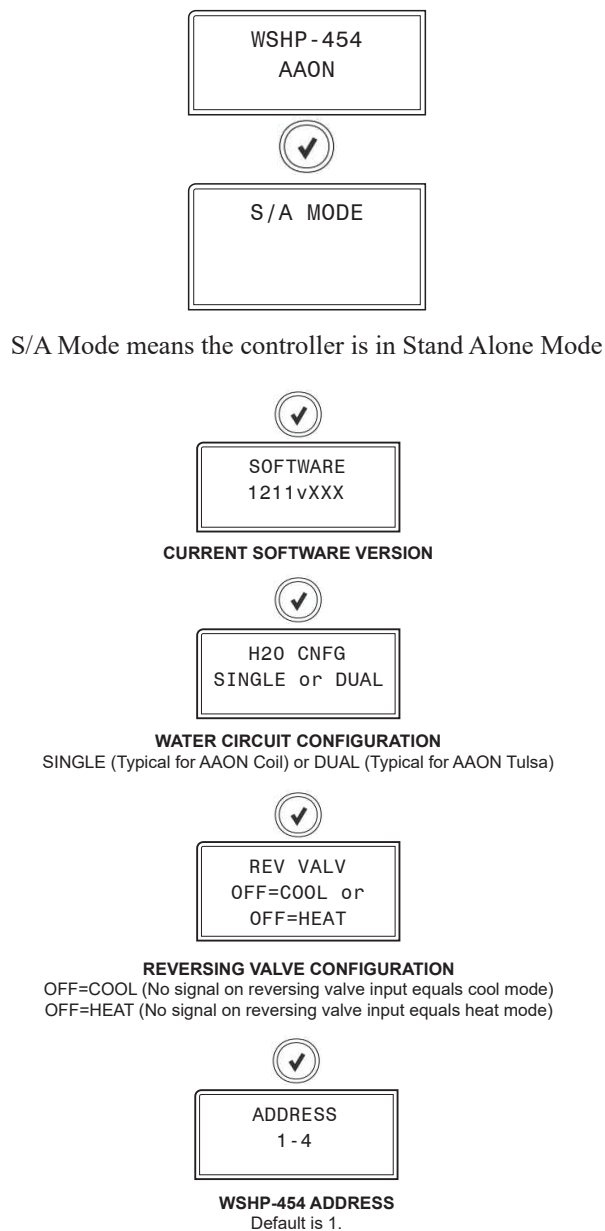 WSHP-454
AAON
S/A MODE
S/A Mode means the controller is in Stand Alone Mode
SOFTWARE
1211vXXX
CURRENT SOFTWARE VERSION
H2O CNFG
SINGLE or DUAL
WATER CIRCUIT CONFIGURATION
SINGLE (Typical for AAON Coil) or DUAL (Typical for AAON Tulsa)
REV VALV
OFF=COOL or
OFF=HEAT
REVERSING VALVE CONFIGURATION
OFF=COOL (No signal on reversing valve input equals cool mode)
OFF=HEAT (No signal on reversing valve input equals heat mode)
ADDRESS
1-4
WSHP-454 ADDRESS
Default is 1.